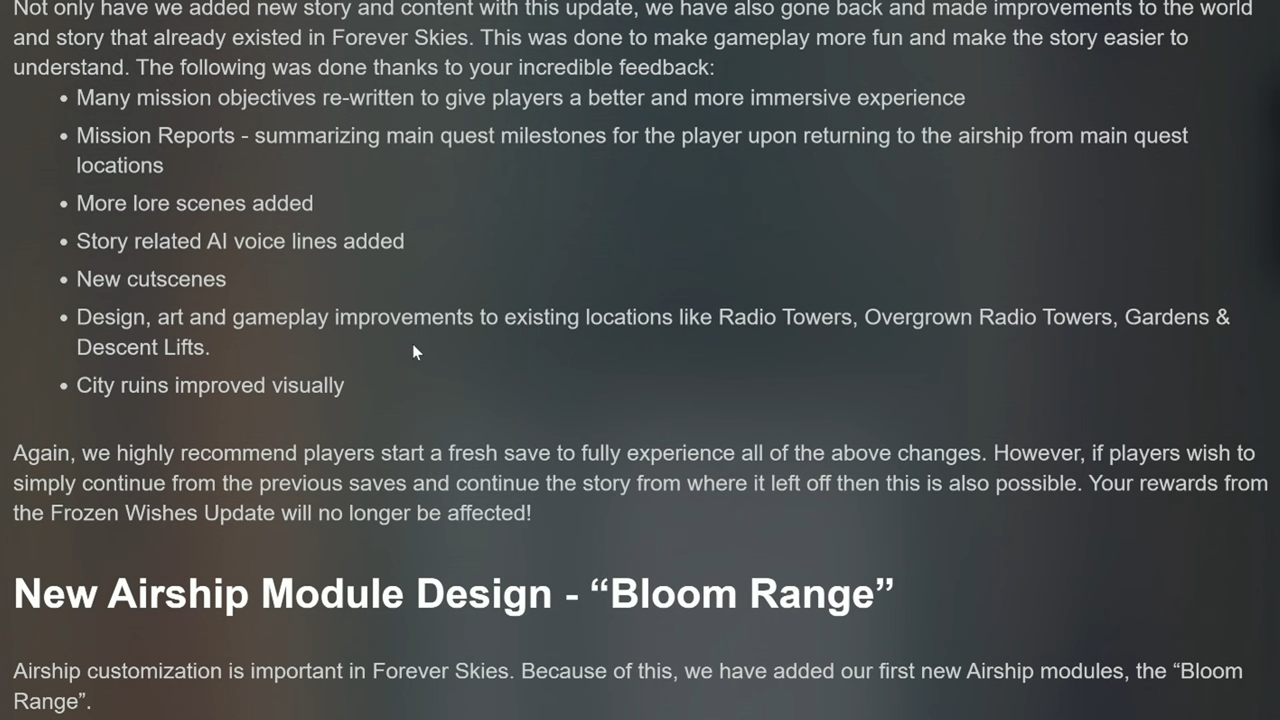 Not only have we added new story and content with this update, we have also gone back and made improvements to the world
and story that already existed in Forever Skies. This was done to make gameplay more fun and make the story easier to
understand. The following was done thanks to your incredible feedback:
• Many mission objectives re-written to give players a better and more immersive experience
• Mission Reports - summarizing main quest milestones for the player upon returning to the airship from main quest
locations
• More lore scenes added
• Story related AI voice lines added
• New cutscenes
• Design, art and gameplay improvements to existing locations like Radio Towers, Overgrown Radio Towers, Gardens &
Descent Lifts.
• City ruins improved visually
Again, we highly recommend players start a fresh save to fully experience all of the above changes. However, if players wish to
simply continue from the previous saves and continue the story from where it left off then this is also possible. Your rewards from
the Frozen Wishes Update will no longer be affected!
New Airship Module Design - “Bloom Range”
Airship customization is important in Forever Skies. Because of this, we have added our first new Airship modules, the “Bloom
Range”.